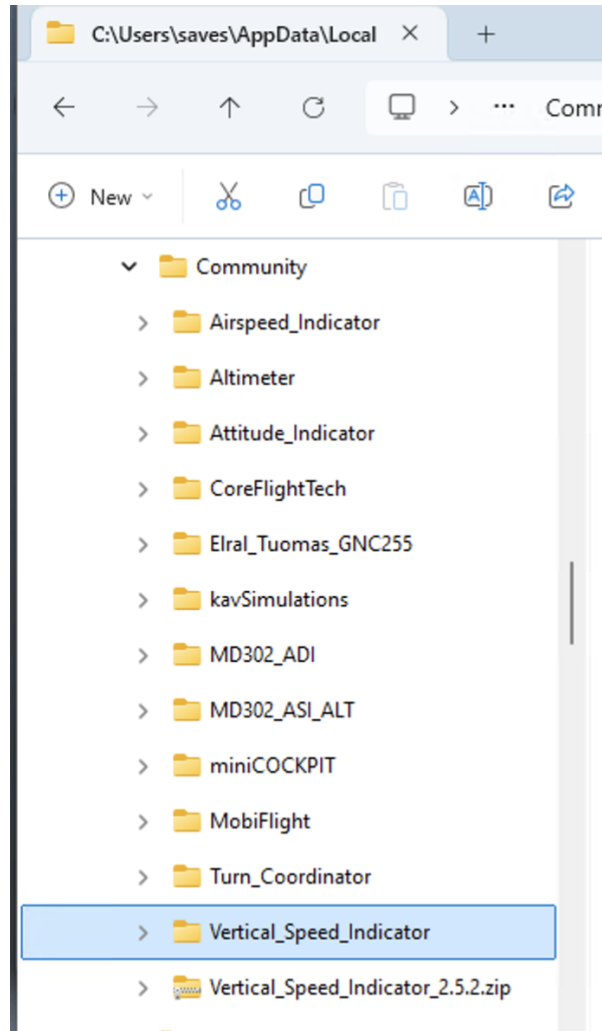 C:\Users\saves\AppData\Local
Comm
New
Community
Airspeed_Indicator
Altimeter
Attitude_Indicator
CoreFlightTech
Elral_Tuomas_GNC255
kavSimulations
MD302_ADI
MD302_ASI_ALT
miniCOCKPIT
MobiFlight
Turn_Coordinator
Vertical_Speed_Indicator
Vertical_Speed_Indicator_2.5.2.zip